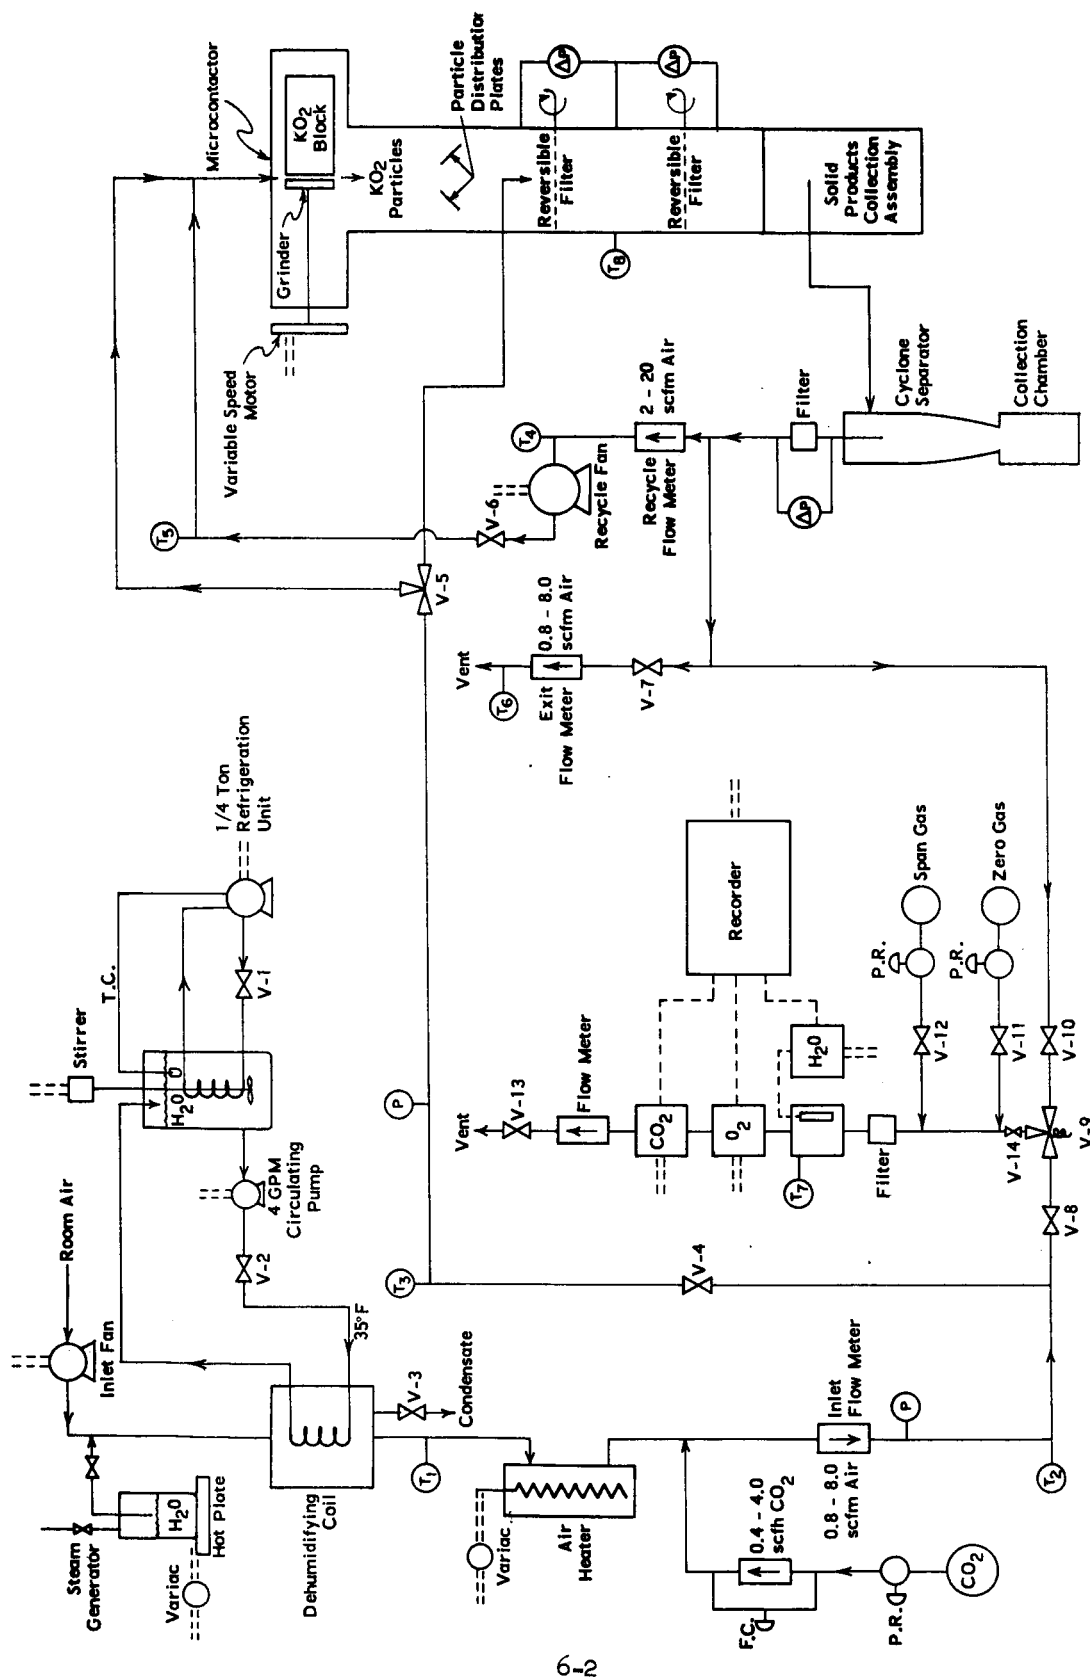 Steam
Generator
H2O
Hot Plate
Variac
Inlet Fan
Room Air
Stirrer
T.C.
H2O
1/4 Ton
Refrigeration
Unit
V-1
4 GPM
Circulating
Pump
V-2
35°F
Dehumidifying
Coil
V-3
Condensate
T1
Variac
Air
Heater
F.C.
0.4 - 4.0
scfh CO2
P.R.
CO2
Inlet
Flow Meter
0.8 - 8.0
scfm Air
P
T2
T3
P
V-4
V-5
T5
Variable Speed
Motor
Grinder
Microcontactor
KO2
Block
KO2
Particles
Particle
Distribution
Plates
Reversible
Filter
ΔP
Reversible
Filter
ΔP
T8
Solid
Products
Collection
Assembly
V-6
Recycle Fan
T4
Recycle
Flow Meter
2 - 20
scfm Air
Filter
ΔP
Cyclone
Separator
Collection
Chamber
Vent
T6
Exit
Flow Meter
0.8 - 8.0
scfm Air
V-7
Vent
V-13
Flow Meter
CO2
O2
H2O
T7
Filter
Recorder
Span Gas
P.R.
V-12
Zero Gas
P.R.
V-11
V-10
V-14
V-8
V-9
6-2